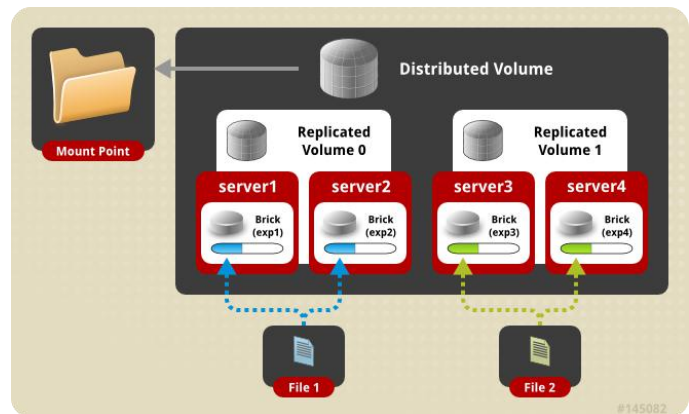 Distributed Volume
Mount Point
Replicated
Volume 0
Replicated
Volume 1
server1
server2
server3
server4
Brick
(exp1)
Brick
(exp2)
Brick
(exp3)
Brick
(exp4)
File 1
File 2
#145082